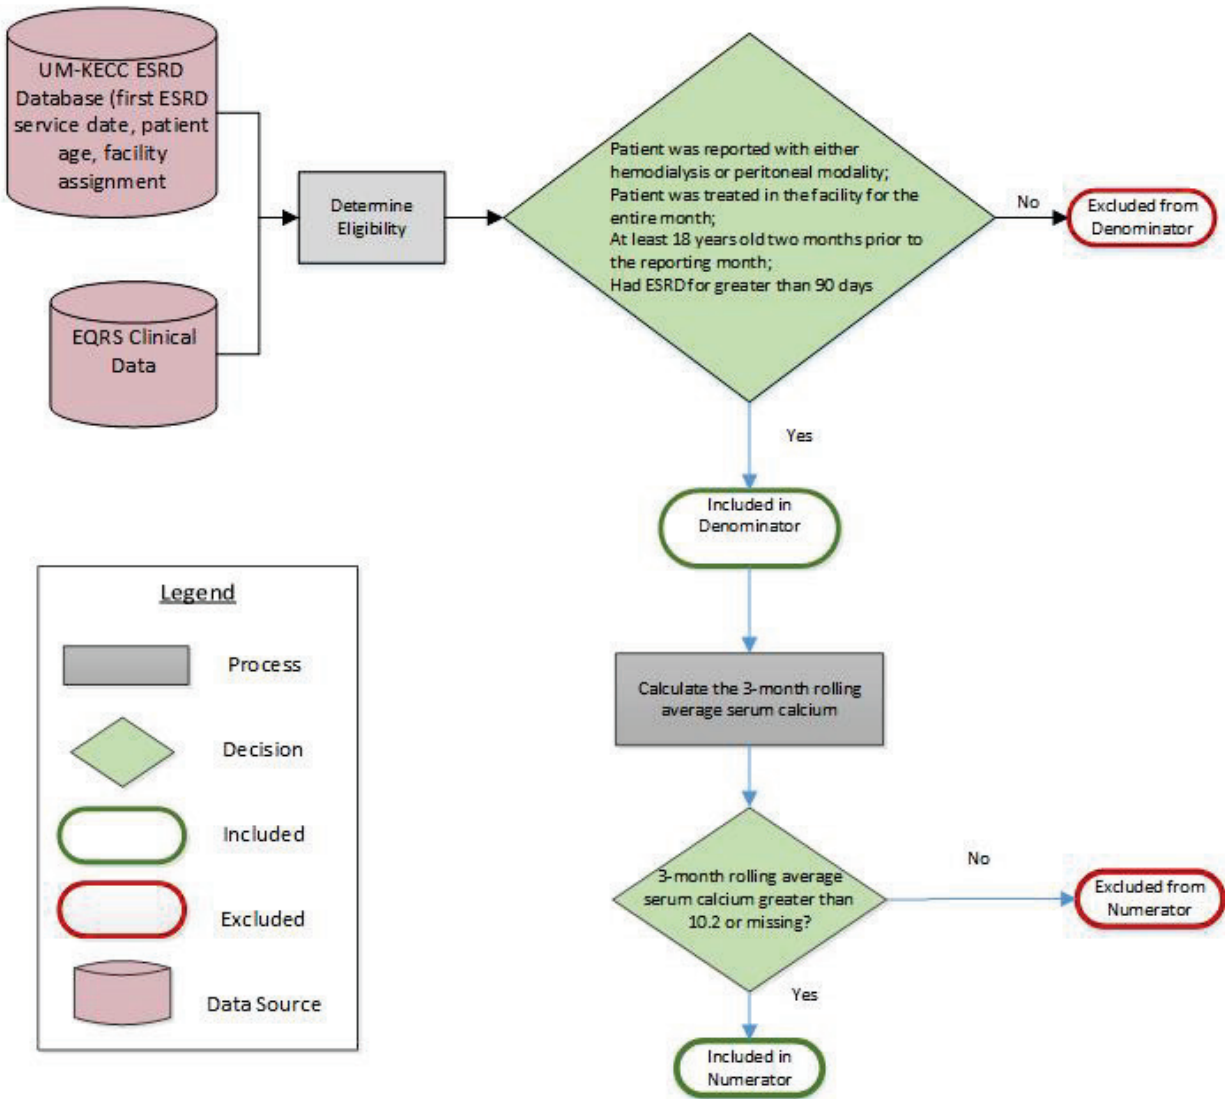 UM-KECC ESRD
Database (first ESRD
service date, patient
age, facility
assignment
EQRS Clinical
Data
Determine
Eligibility
Patient was reported with either
hemodialysis or peritoneal modality;
Patient was treated in the facility for the
entire month;
At least 18 years old two months prior to
the reporting month;
Had ESRD for greater than 90 days
No
Excluded from
Denominator
Yes
Included in
Denominator
Calculate the 3-month rolling
average serum calcium
3-month rolling average
serum calcium greater than
10.2 or missing?
No
Excluded from
Numerator
Yes
Included in
Numerator
Legend
Process
Decision
Included
Excluded
Data Source